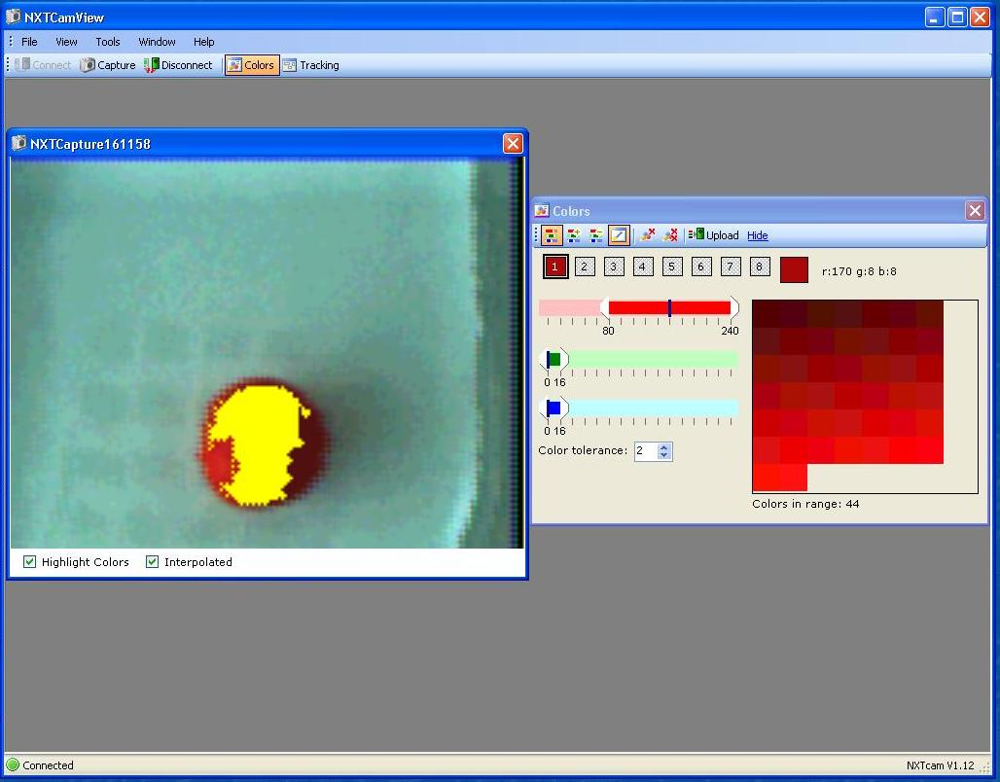 NXTCamView
File View Tools Window Help
Connect Capture Disconnect Colors Tracking
NXTCapture161158
Highlight Colors Interpolated
Colors
Upload Hide
1 2 3 4 5 6 7 8 r:170 g:8 b:8
80 240
0 16
0 16
Color tolerance: 2
Colors in range: 44
Connected NXTcam V1.12